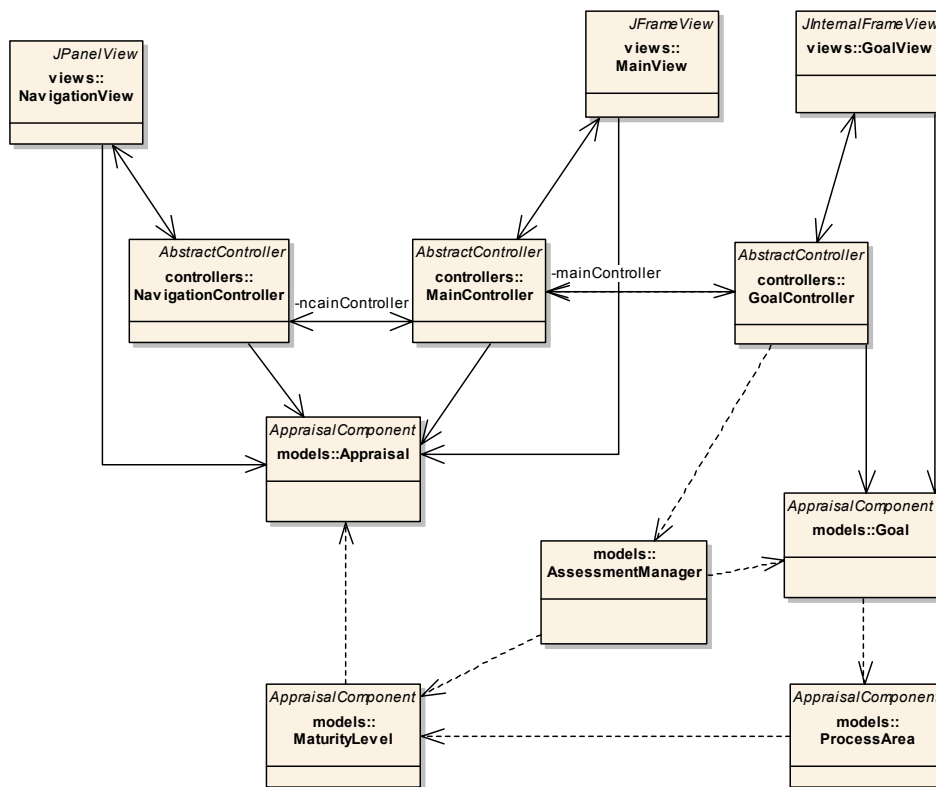 JPanelView
views::
NavigationView
JFrameView
views::
MainView
JInternalFrameView
views::GoalView
AbstractController
controllers::
NavigationController
AbstractController
controllers::
MainController
AbstractController
controllers::
GoalController
-mainController
-ncainController
AppraisalComponent
models::Appraisal
AppraisalComponent
models::Goal
models::
AssessmentManager
AppraisalComponent
models::
MaturityLevel
AppraisalComponent
models::
ProcessArea